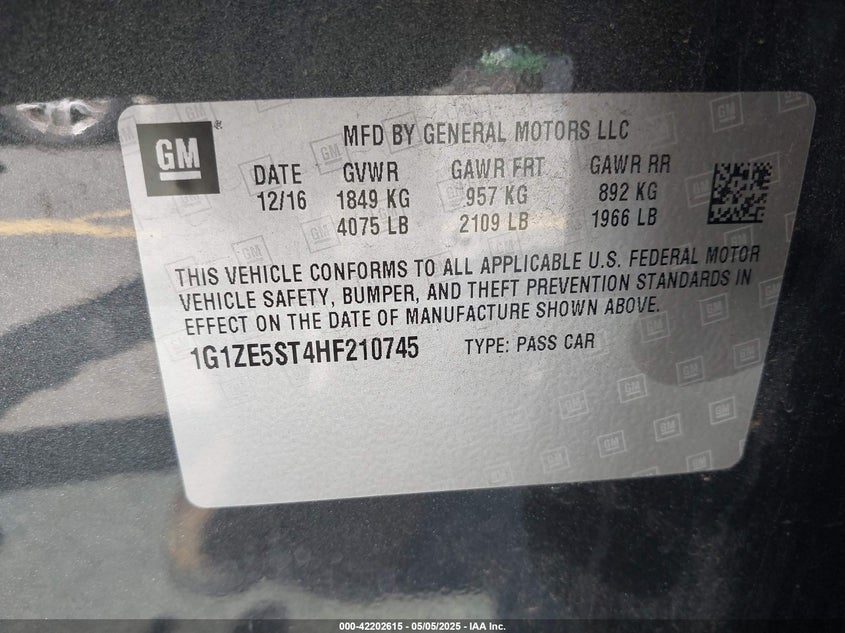 GM
MFD BY GENERAL MOTORS LLC
DATE GVWR GAWR FRT GAWR RR
12/16 1849 KG 957 KG 892 KG
4075 LB 2109 LB 1966 LB
THIS VEHICLE CONFORMS TO ALL APPLICABLE U.S. FEDERAL MOTOR
VEHICLE SAFETY, BUMPER, AND THEFT PREVENTION STANDARDS IN
EFFECT ON THE DATE OF MANUFACTURE SHOWN ABOVE.
1G1ZE5ST4HF210745 TYPE: PASS CAR
000-42202615 - 05/05/2025 - IAA Inc.